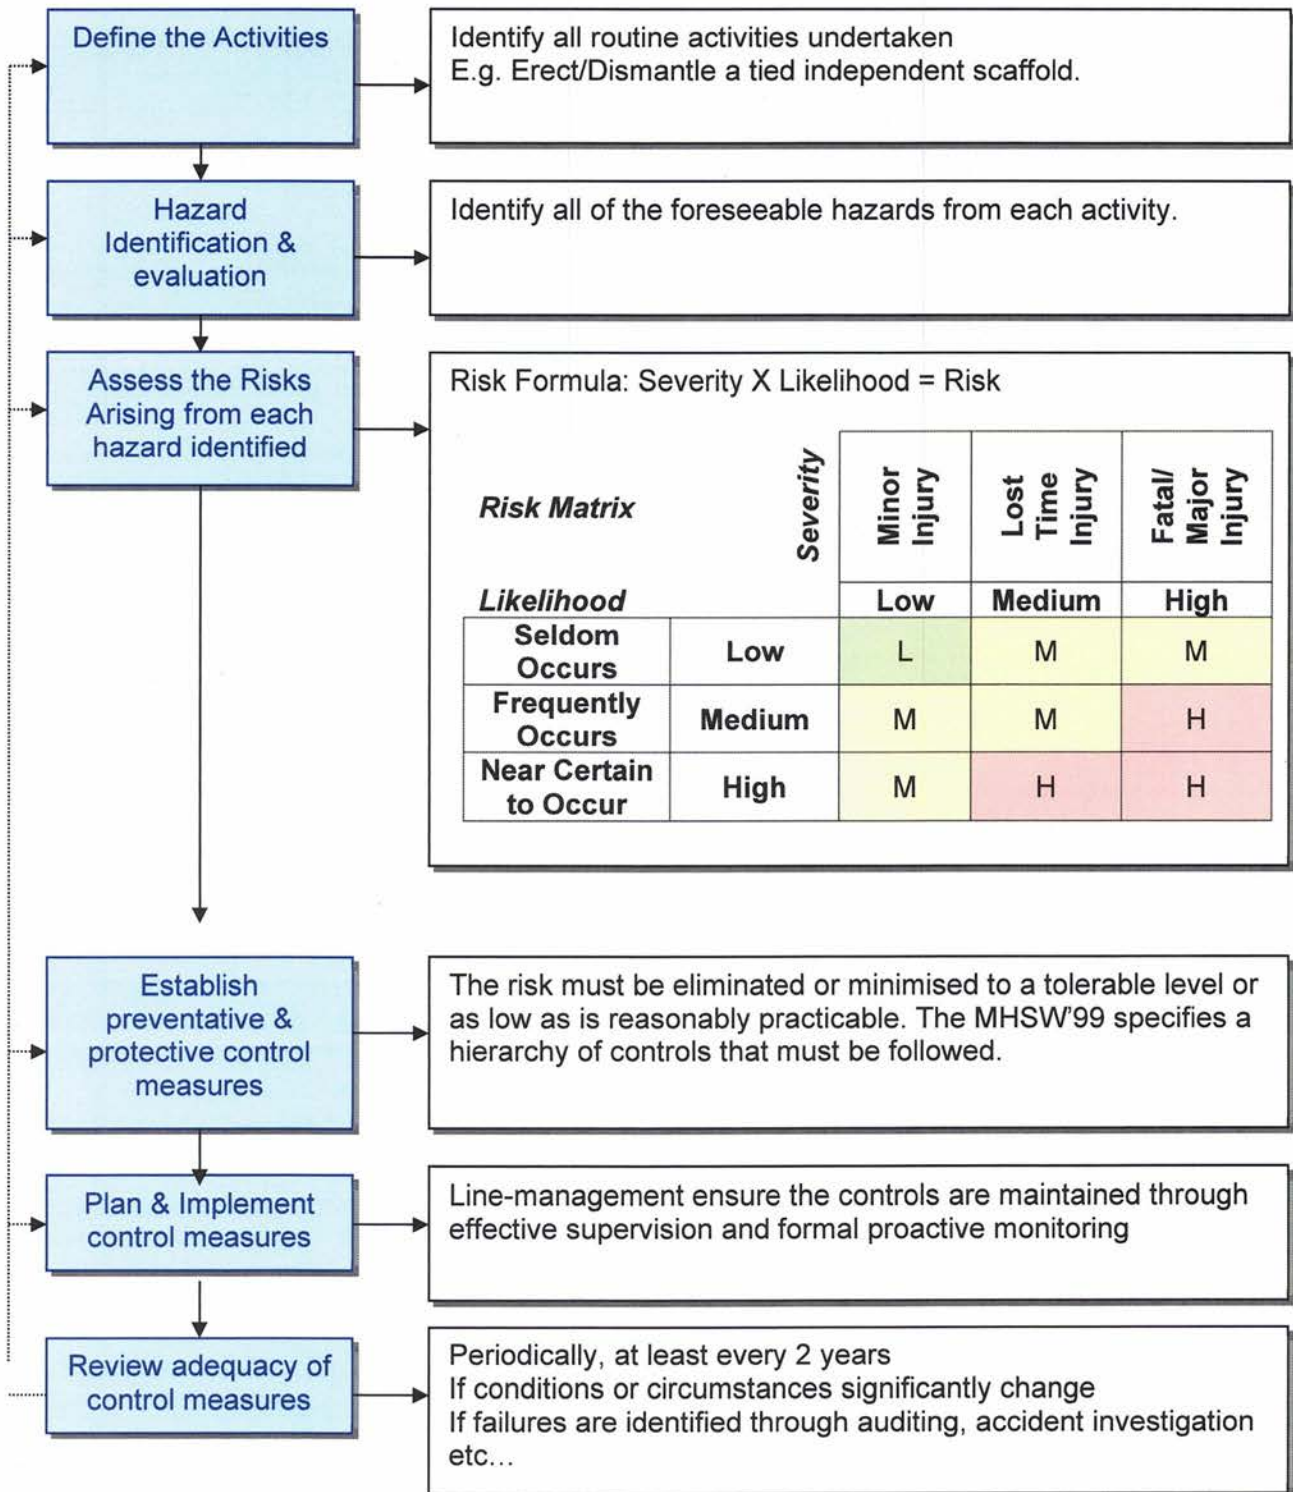 Define the Activities
Identify all routine activities undertaken
E.g. Erect/Dismantle a tied independent scaffold.
Hazard
Identification &
evaluation
Identify all of the foreseeable hazards from each activity.
Assess the Risks
Arising from each
hazard identified
Risk Formula: Severity X Likelihood = Risk
Risk Matrix
Severity
Minor
Injury
Lost
Time
Injury
Fatal/
Major
Injury
Likelihood
Low
Medium
High
Seldom
Occurs
Low
L
M
M
Frequently
Occurs
Medium
M
M
H
Near Certain
to Occur
High
M
H
H
Establish
preventative &
protective control
measures
The risk must be eliminated or minimised to a tolerable level or
as low as is reasonably practicable. The MHSW'99 specifies a
hierarchy of controls that must be followed.
Plan & Implement
control measures
Line-management ensure the controls are maintained through
effective supervision and formal proactive monitoring
Review adequacy of
control measures
Periodically, at least every 2 years
If conditions or circumstances significantly change
If failures are identified through auditing, accident investigation
etc…